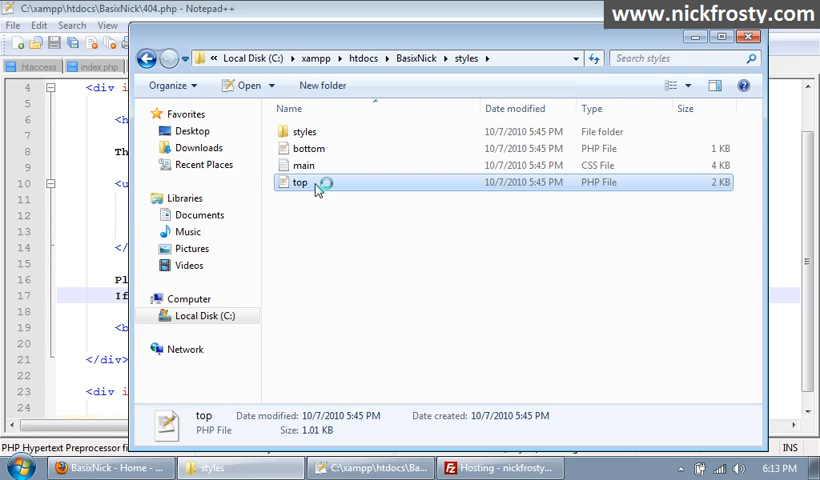 C:\xampp\htdocs\BasixNick\404.php - Notepad++
www.nickfrosty.com
File Edit Search View
Local Disk (C:) xampp htdocs BasixNick styles
Search styles
.htaccess index.php
Organize Open New folder
4 <div i
5
6 <h
7
8 Th
9
10 <u
11
12
13
14 </
15
16 Pl
17 If
18
19 <b
20
21 </div>
22
23 <div i
24
Favorites
Desktop
Downloads
Recent Places
Libraries
Documents
Music
Pictures
Videos
Computer
Local Disk (C:)
Network
Name Date modified Type Size
styles 10/7/2010 5:45 PM File folder
bottom 10/7/2010 5:45 PM PHP File 1 KB
main 10/7/2010 5:45 PM CSS File 4 KB
top 10/7/2010 5:45 PM PHP File 2 KB
top Date modified: 10/7/2010 5:45 PM Date created: 10/7/2010 5:45 PM
PHP File Size: 1.01 KB
PHP Hypertext Preprocessor fi
INS
BasixNick - Home - ... styles C:\xampp\htdocs\Ba... Hosting - nickfrosty... 6:13 PM